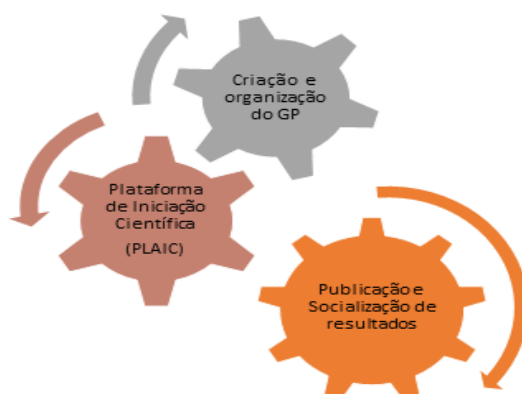 Criação e
organização
do GP
Plataforma
de Iniciação
Científica
(PLAIC)
Publicação e
Socialização de
resultados